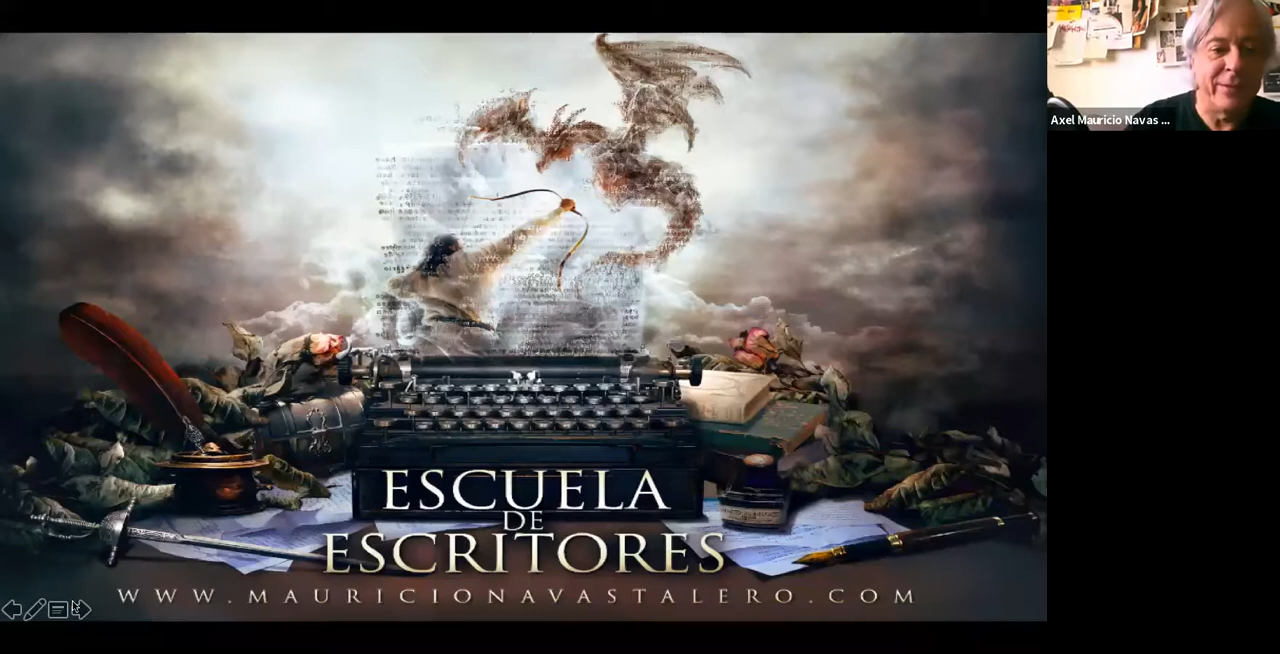 Axel Mauricio Navas ...
ESCUELA
DE
ESCRITORES
WWW.MAURICIONAVASTALERO.COM